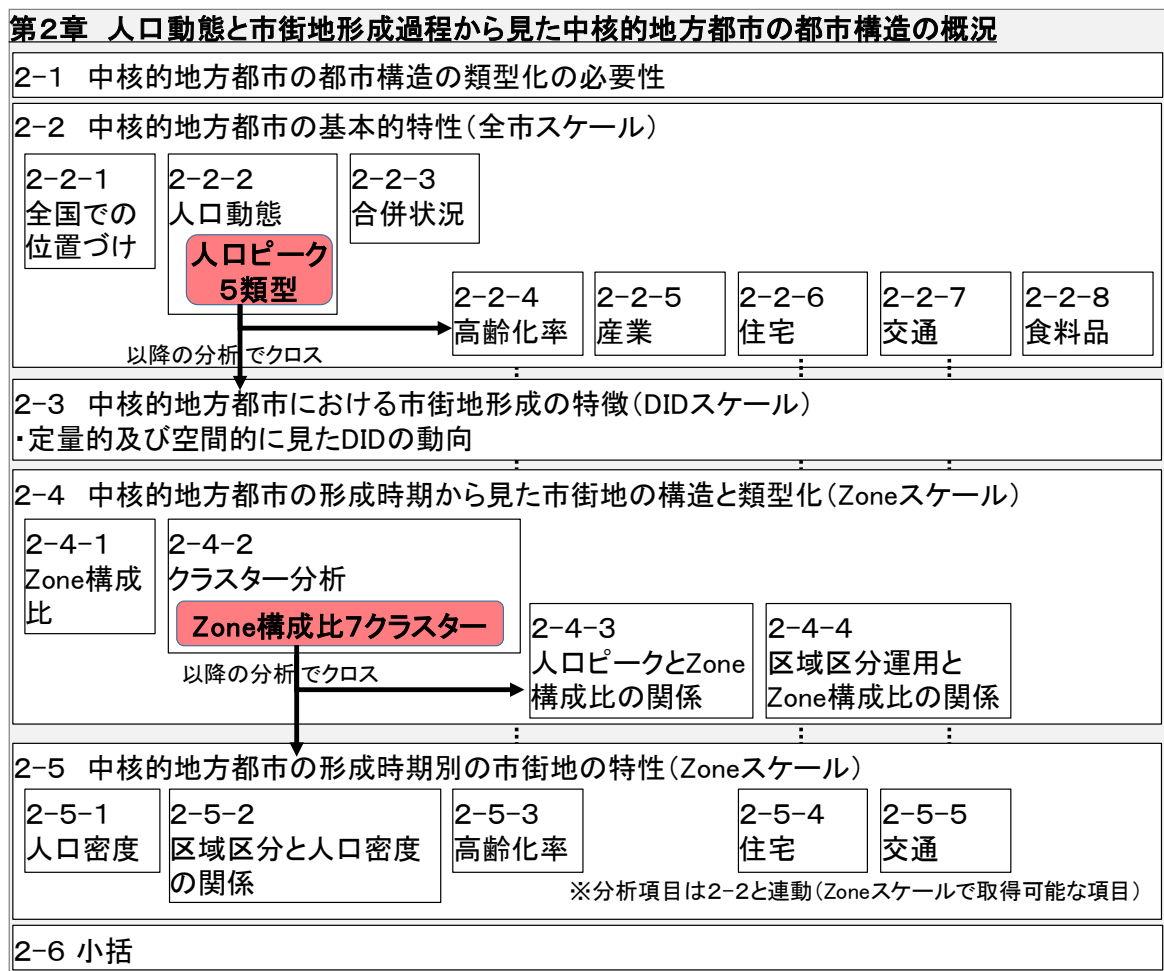 第2章 人口動態と市街地形成過程から見た中核的地方都市の都市構造の概況
2-1 中核的地方都市の都市構造の類型化の必要性
2-2 中核的地方都市の基本的特性(全市スケール)
2-2-1
全国での
位置づけ
2-2-2
人口動態
人口ピーク
5類型
2-2-3
合併状況
2-2-4
高齢化率
2-2-5
産業
2-2-6
住宅
2-2-7
交通
2-2-8
食料品
以降の分析でクロス
2-3 中核的地方都市における市街地形成の特徴(DIDスケール)
・定量的及び空間的に見たDIDの動向
2-4 中核的地方都市の形成時期から見た市街地の構造と類型化(Zoneスケール)
2-4-1
Zone構成
比
2-4-2
クラスター分析
Zone構成比7クラスター
以降の分析でクロス
2-4-3
人口ピークとZone
構成比の関係
2-4-4
区域区分運用と
Zone構成比の関係
2-5 中核的地方都市の形成時期別の市街地の特性(Zoneスケール)
2-5-1
人口密度
2-5-2
区域区分と人口密度
の関係
2-5-3
高齢化率
2-5-4
住宅
2-5-5
交通
※分析項目は2-2と連動(Zoneスケールで取得可能な項目)
2-6 小括